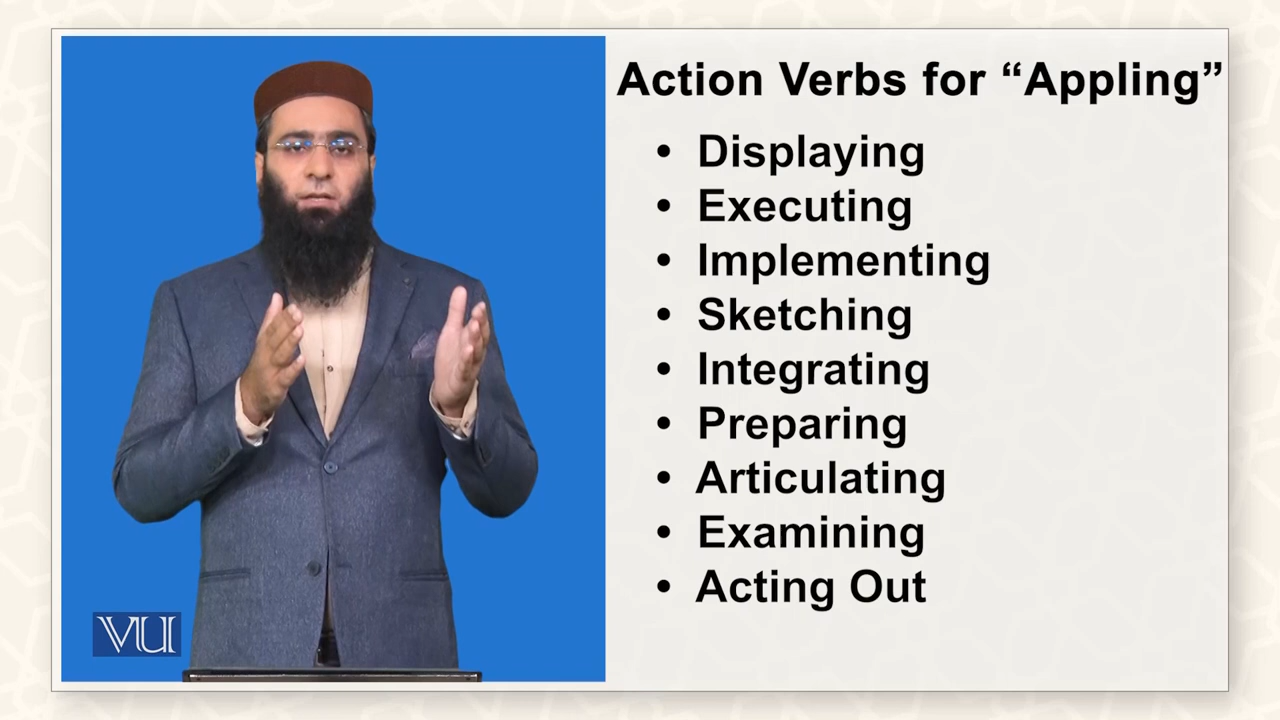 Action Verbs for “Appling”
• Displaying
• Executing
• Implementing
• Sketching
• Integrating
• Preparing
• Articulating
• Examining
• Acting Out
VU